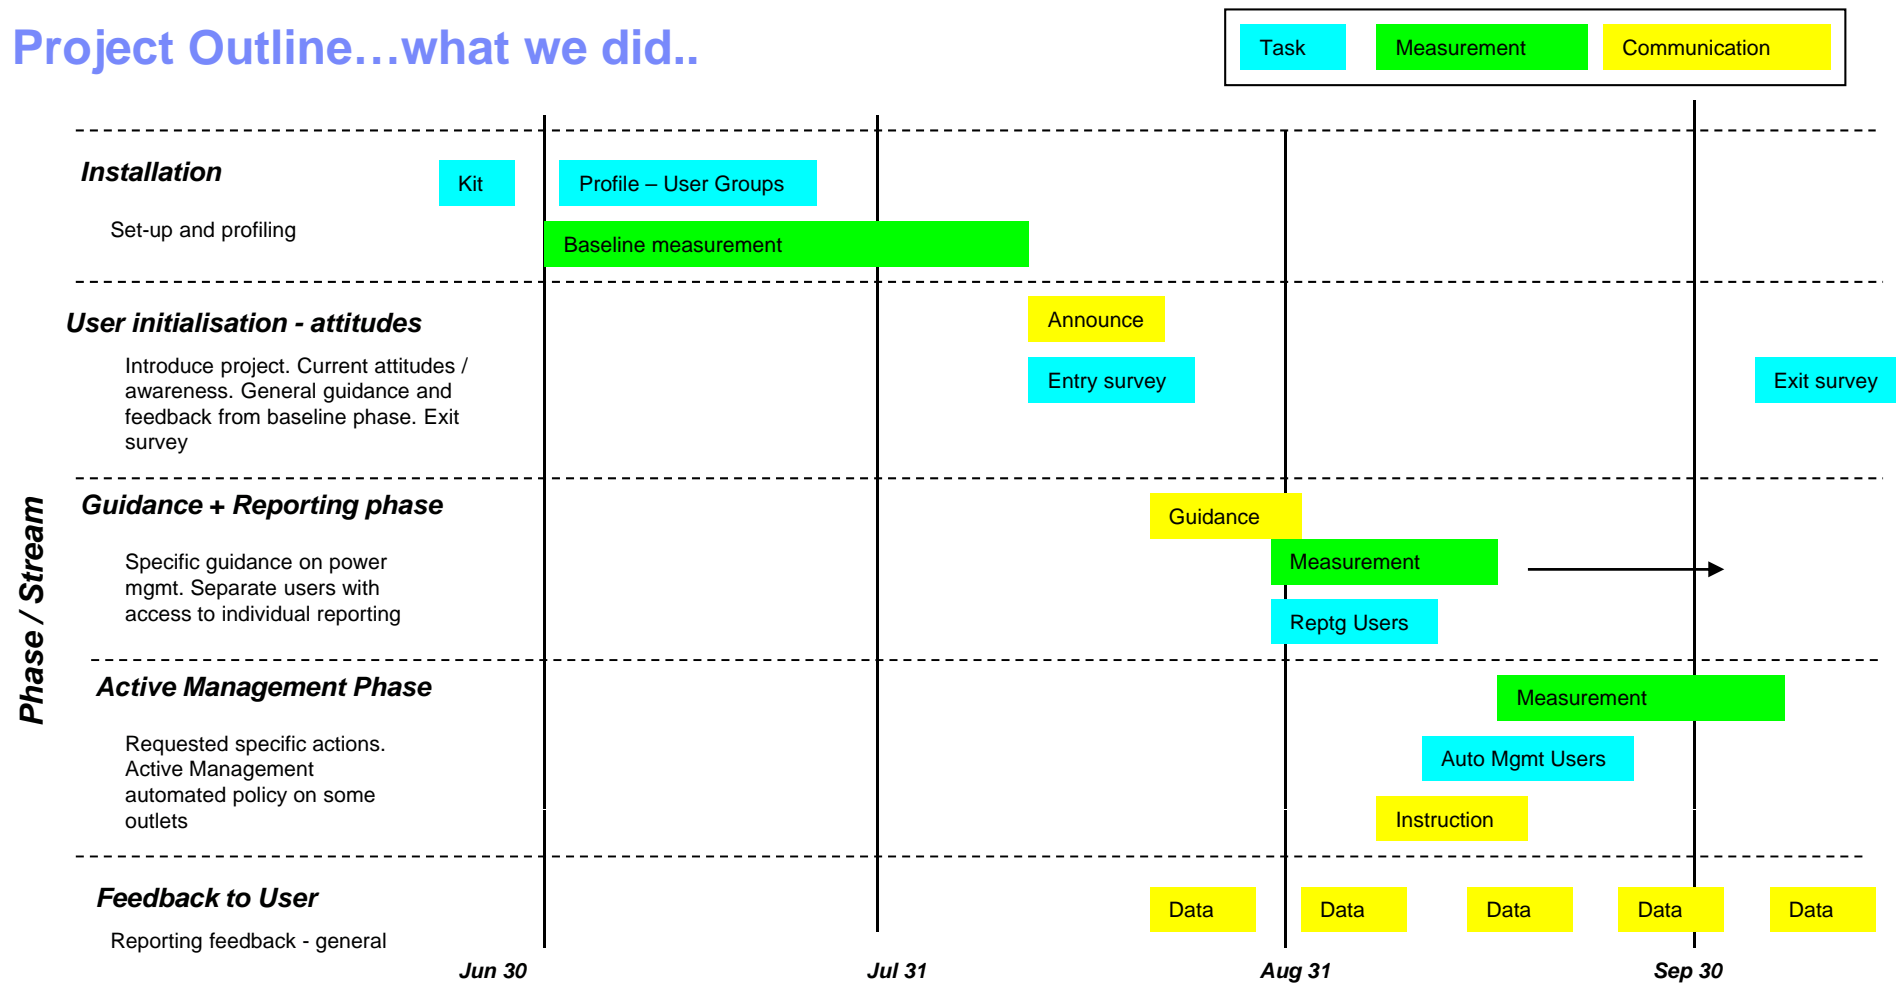 Project Outline…what we did..
Task
Measurement
Communication
Installation
Kit
Profile – User Groups
Set-up and profiling
Baseline measurement
User initialisation - attitudes
Announce
Introduce project. Current attitudes /
awareness. General guidance and
feedback from baseline phase. Exit
survey
Entry survey
Exit survey
Phase / Stream
Guidance + Reporting phase
Guidance
Specific guidance on power
mgmt. Separate users with
access to individual reporting
Measurement
Reptg Users
Active Management Phase
Measurement
Requested specific actions.
Active Management
automated policy on some
outlets
Auto Mgmt Users
Instruction
Feedback to User
Data
Data
Data
Data
Data
Reporting feedback - general
Jun 30
Jul 31
Aug 31
Sep 30